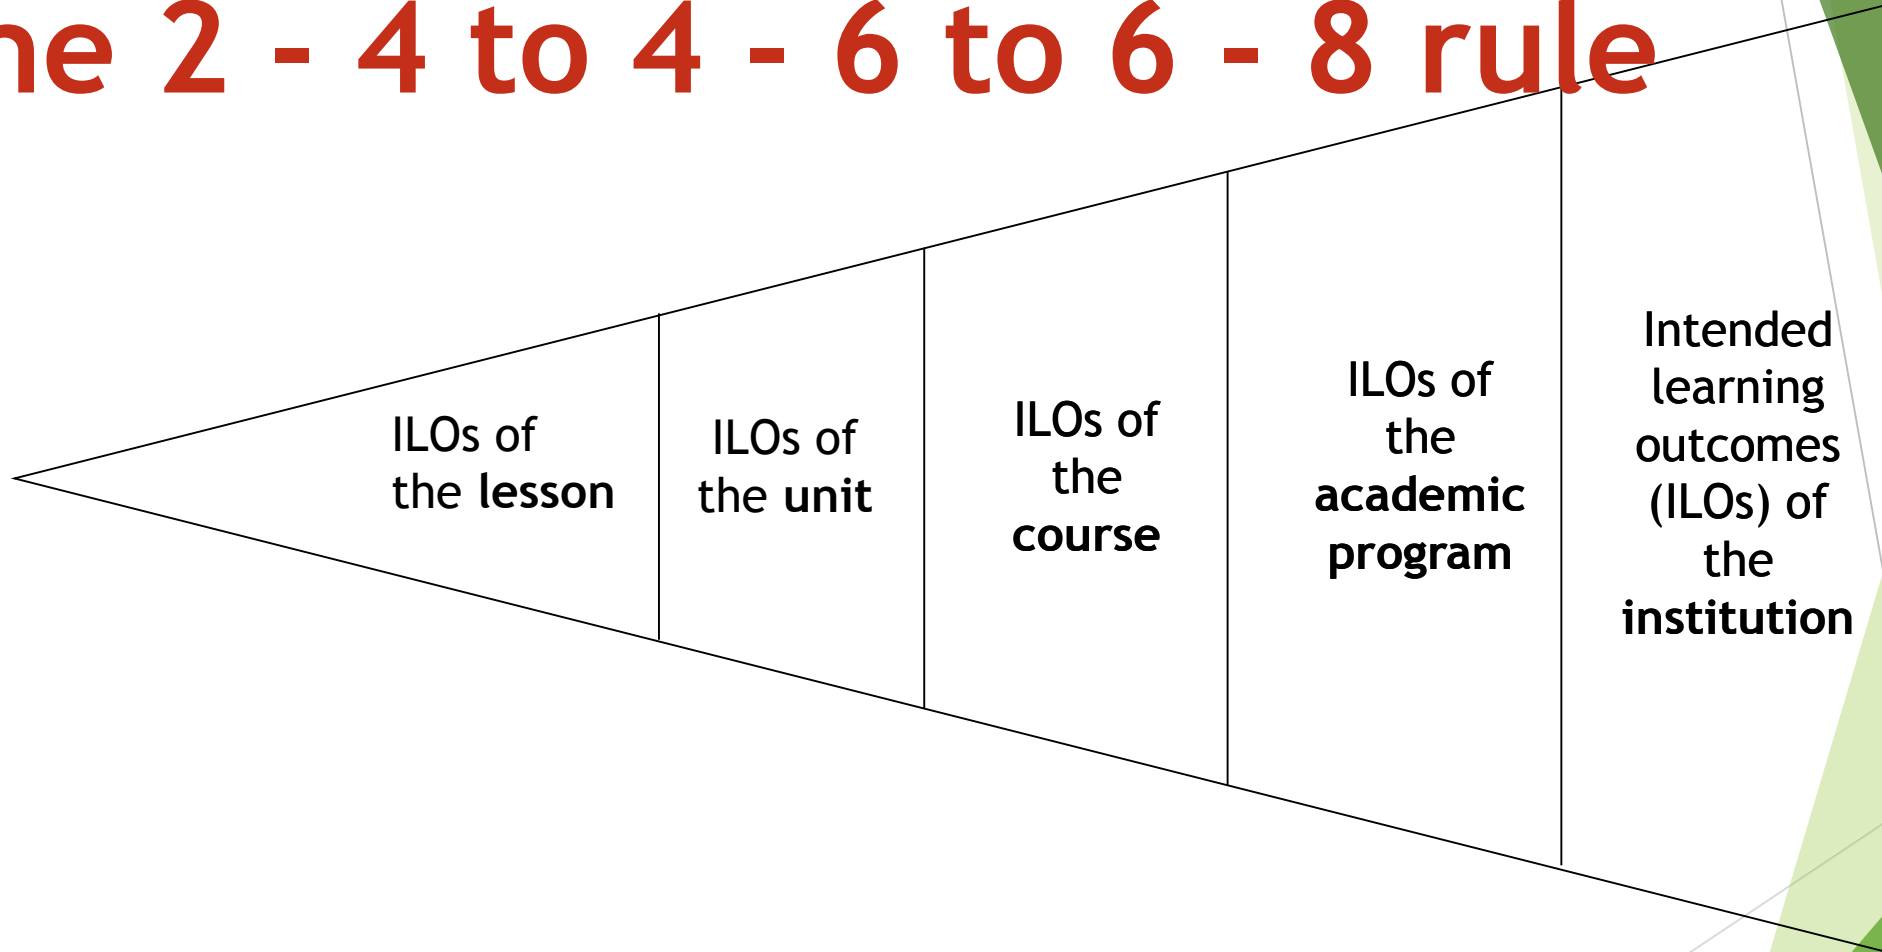 he 2 - 4 to 4 - 6 to 6 - 8 rule
ILOs of
the lesson
ILOs of
the unit
ILOs of
the
course
ILOs of
the
academic
program
Intended
learning
outcomes
(ILOs) of
the
institution